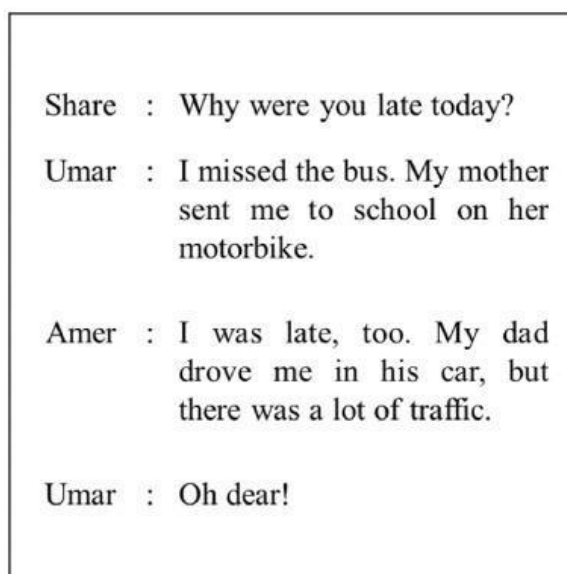 Share : Why were you late today?
Umar : I missed the bus. My mother
sent me to school on her
motorbike.
Amer : I was late, too. My dad
drove me in his car, but
there was a lot of traffic.
Umar : Oh dear!